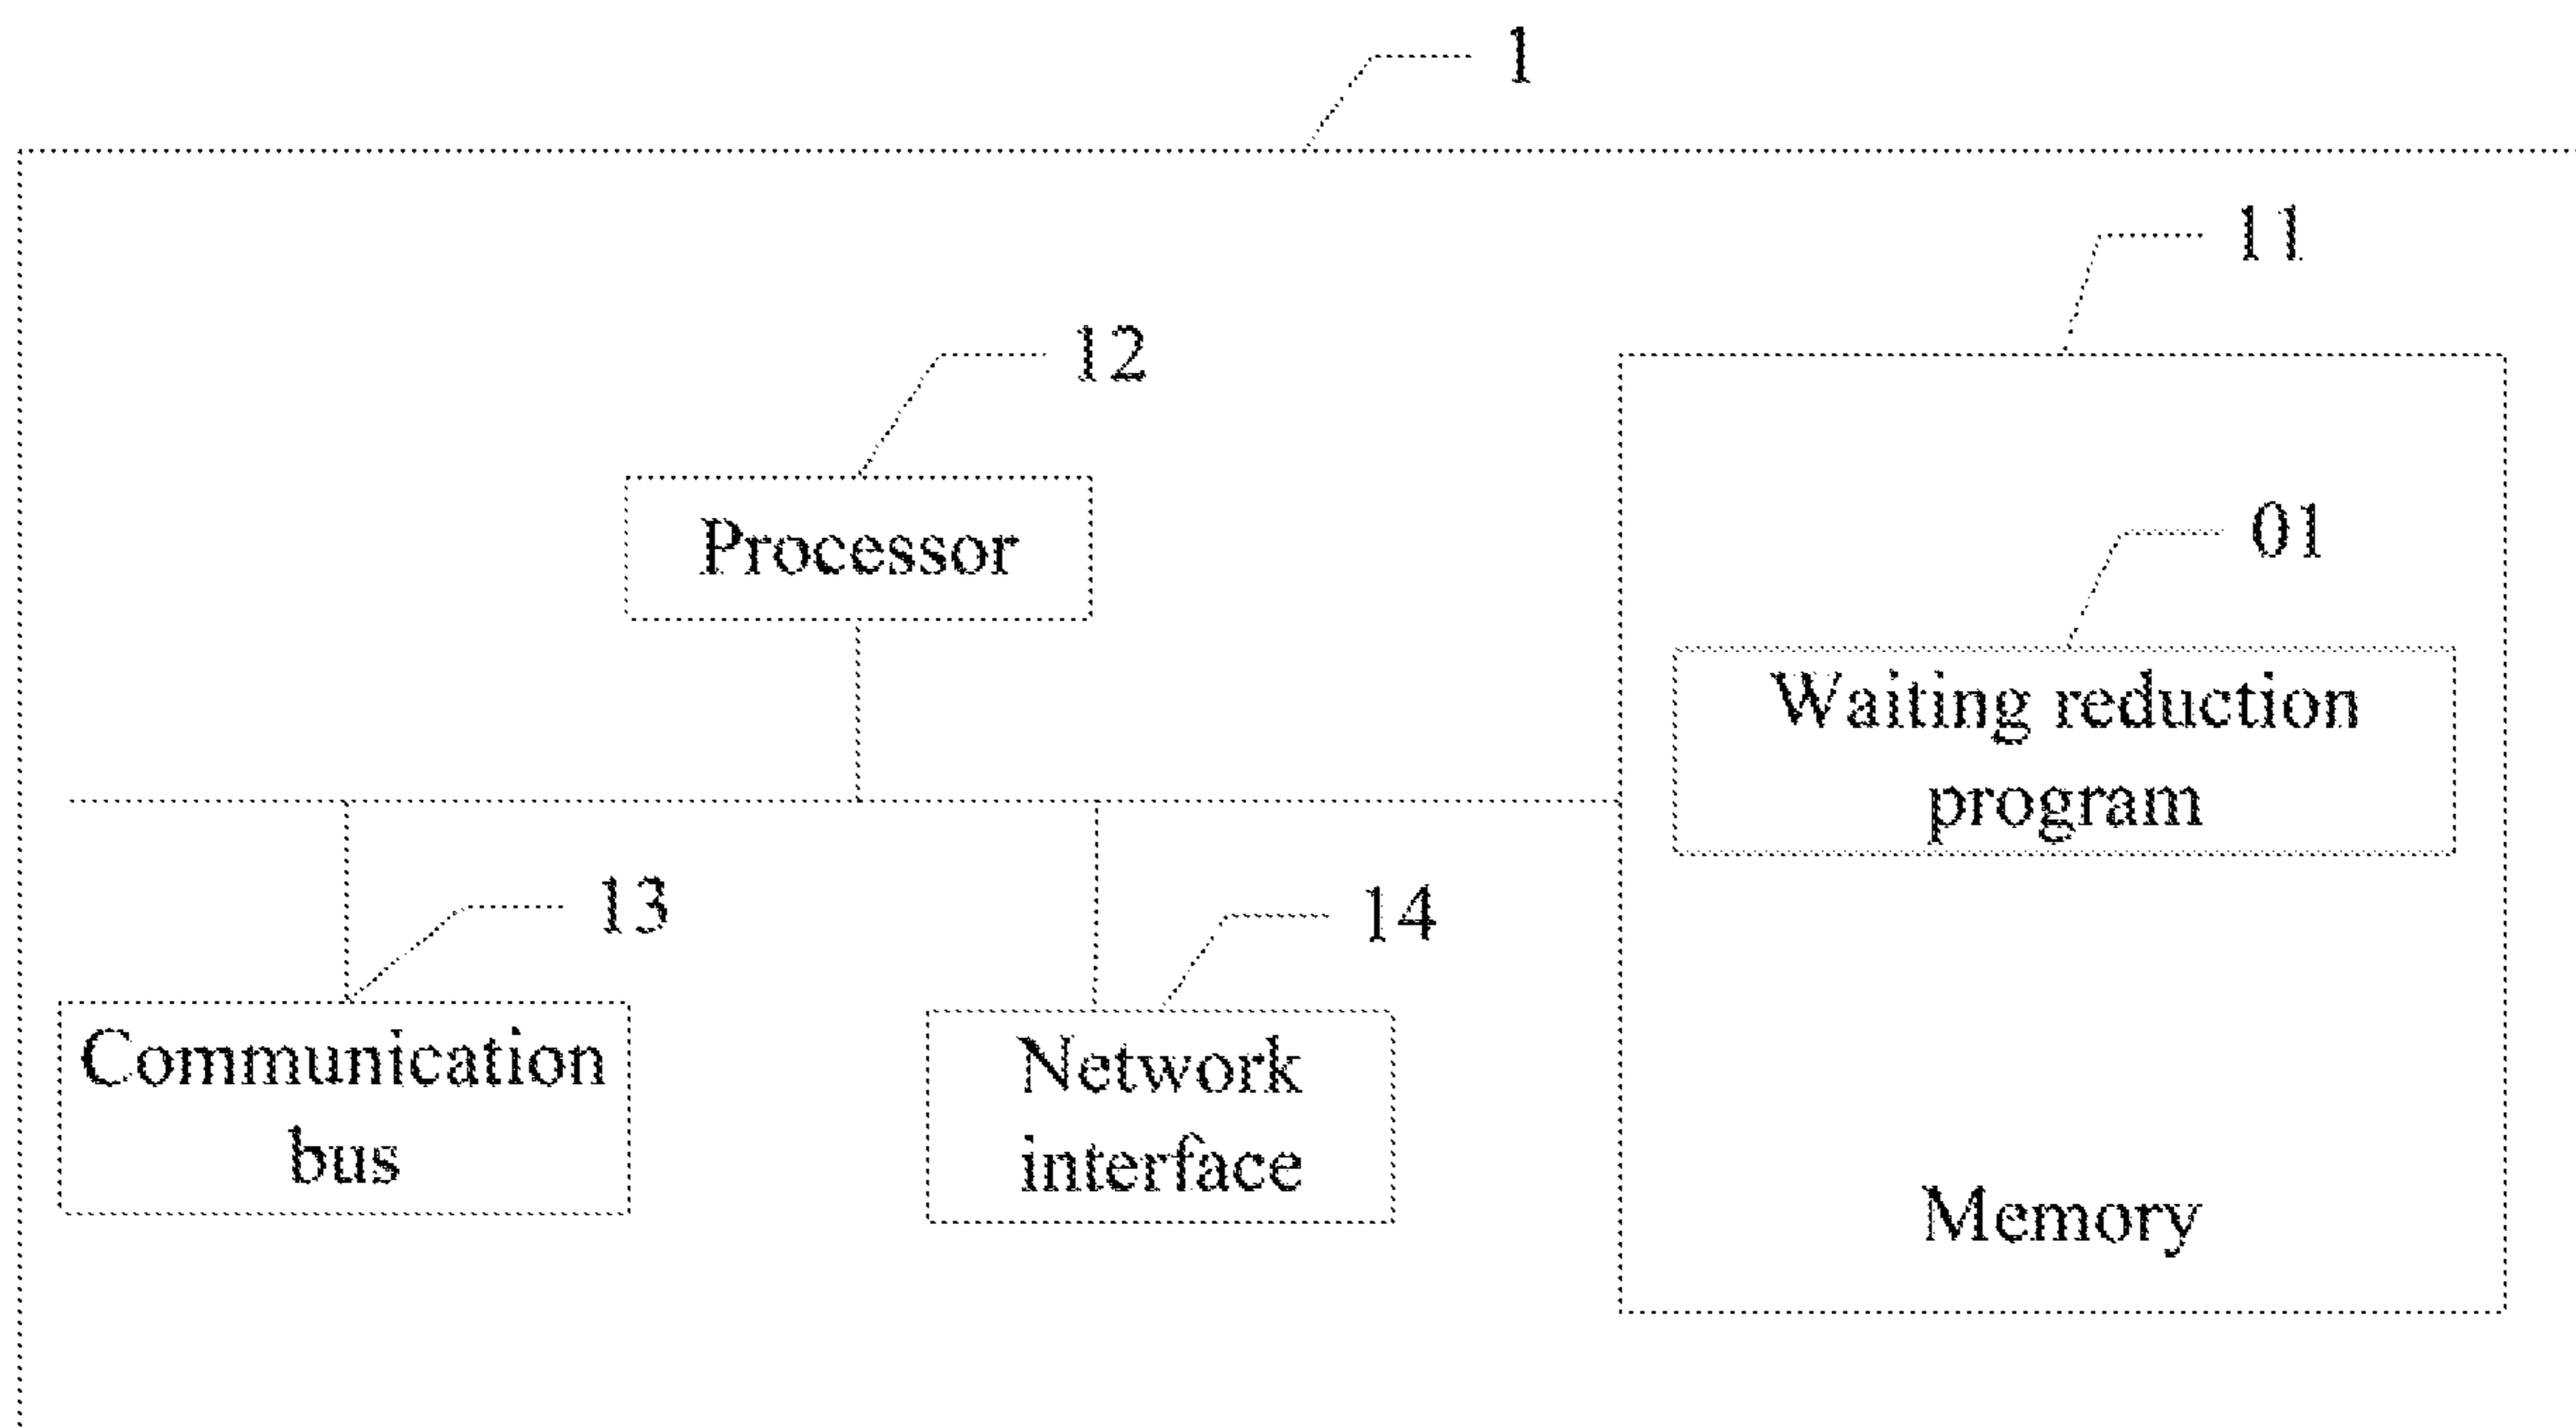 1
11
12
Processor
01
Waiting reduction
program
13
14
Communication
bus
Network
interface
Memory